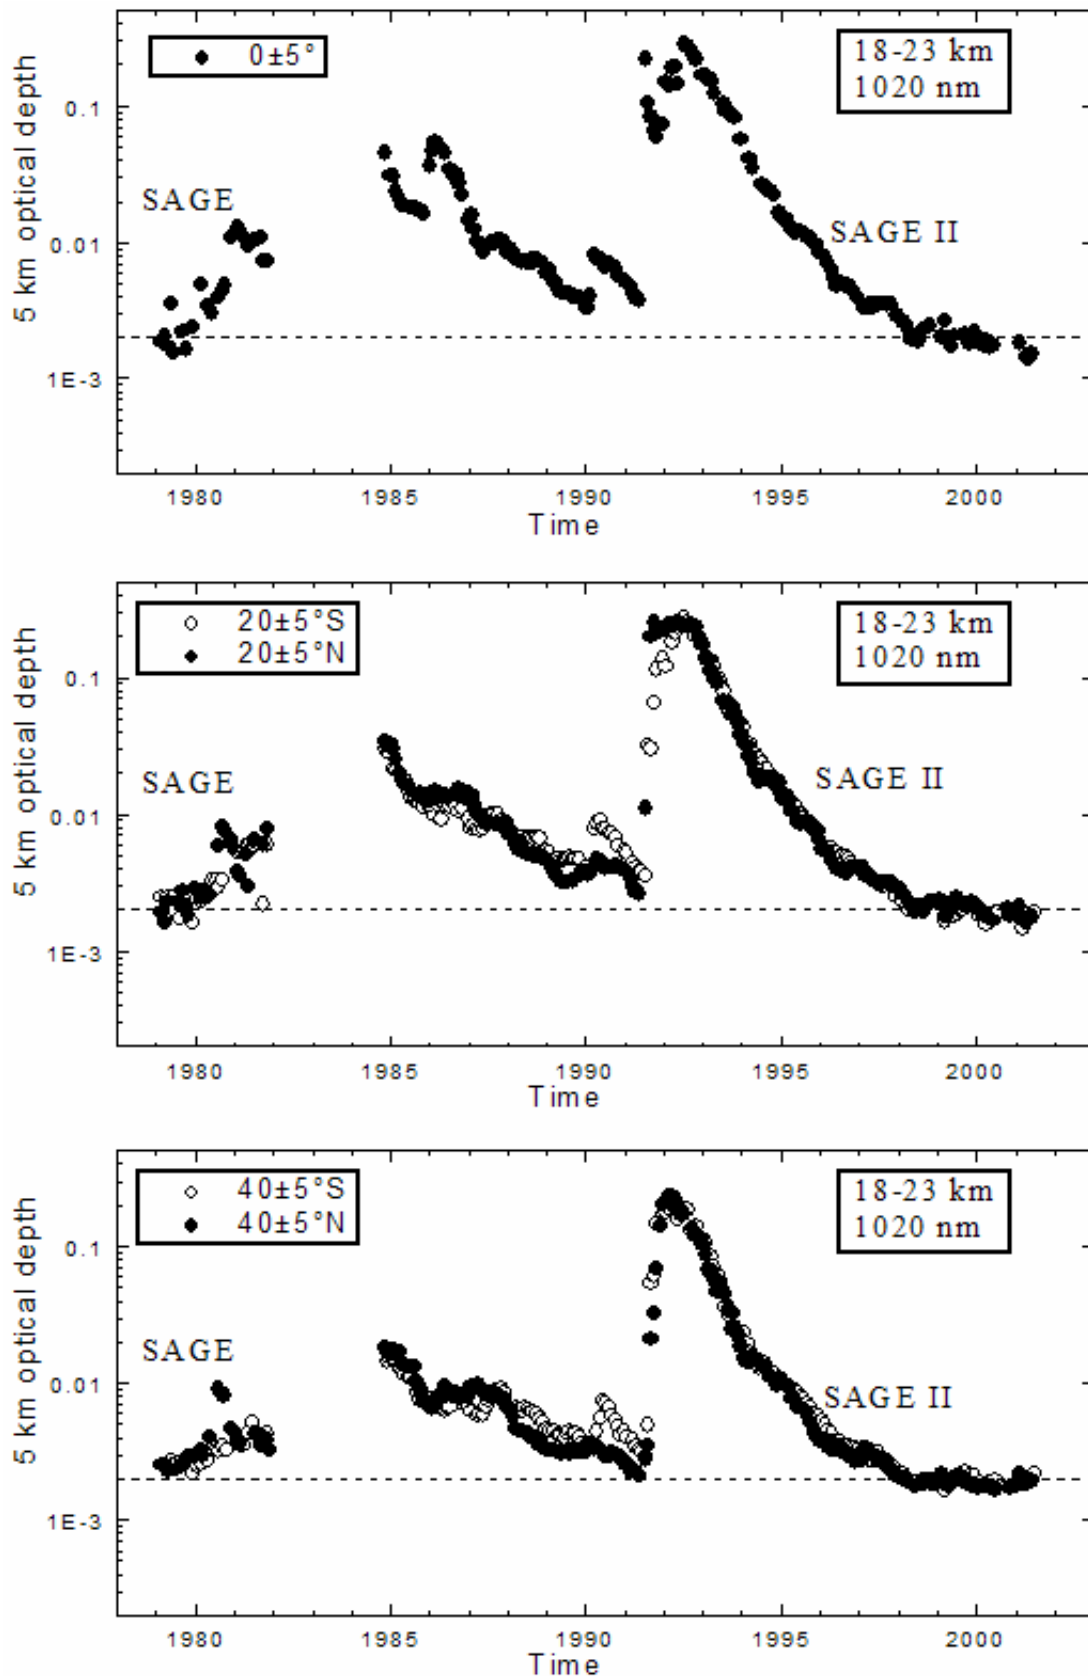 0±5°
18-23 km
1020 nm
SAGE
SAGE II
5 km optical depth
0.1
0.01
1E-3
1980
1985
1990
1995
2000
Time
20±5°S
20±5°N
18-23 km
1020 nm
SAGE
SAGE II
5 km optical depth
0.1
0.01
1E-3
1980
1985
1990
1995
2000
Time
40±5°S
40±5°N
18-23 km
1020 nm
SAGE
SAGE II
5 km optical depth
0.1
0.01
1E-3
1980
1985
1990
1995
2000
Time